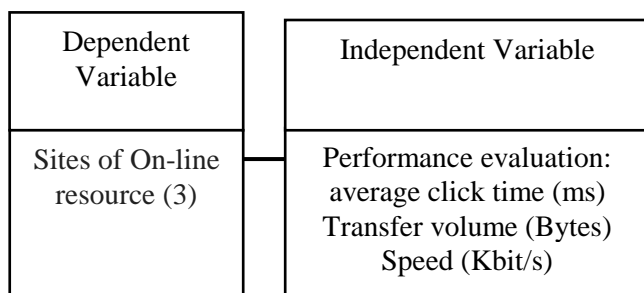 Dependent
Variable
Sites of On-line
resource (3)
Independent Variable
Performance evaluation:
average click time (ms)
Transfer volume (Bytes)
Speed (Kbit/s)